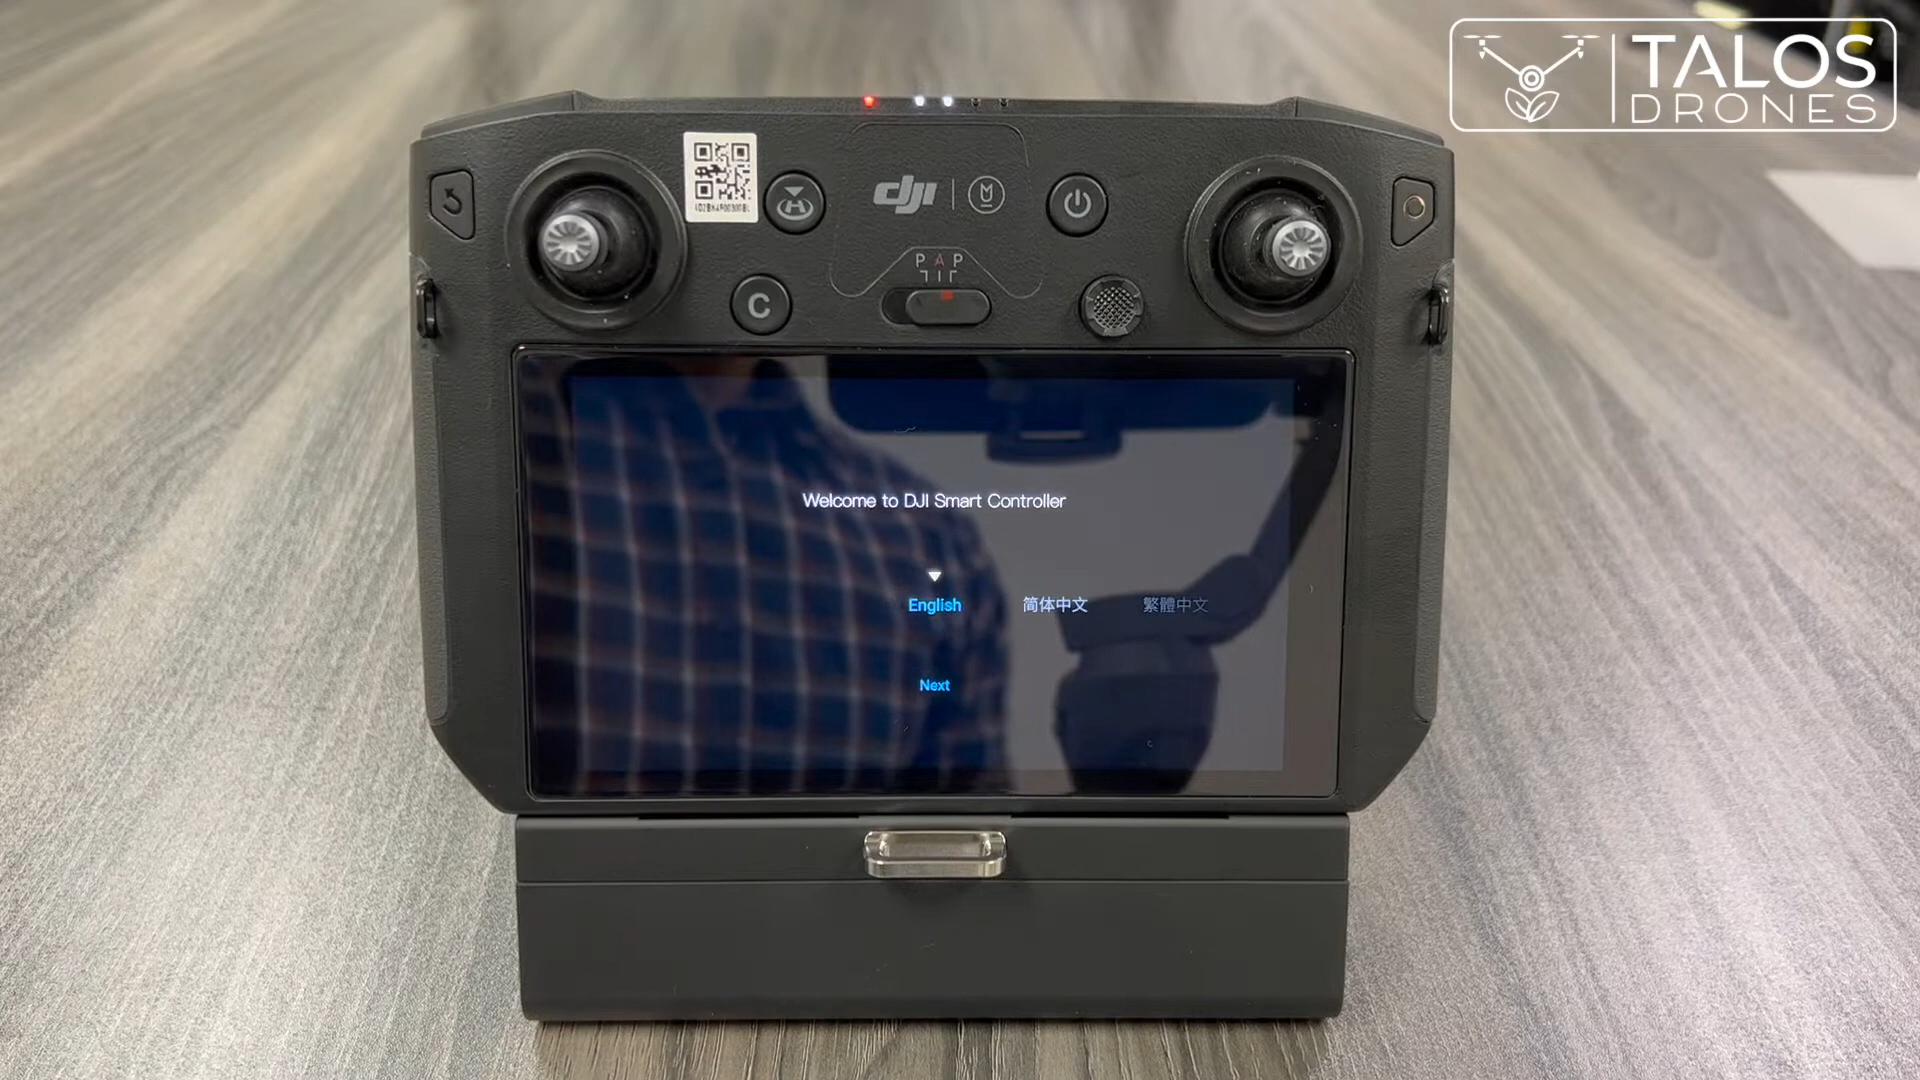 TALOS
DRONES
dji
P A P
C
Welcome to DJI Smart Controller
English 简体中文 繁體中文
Next